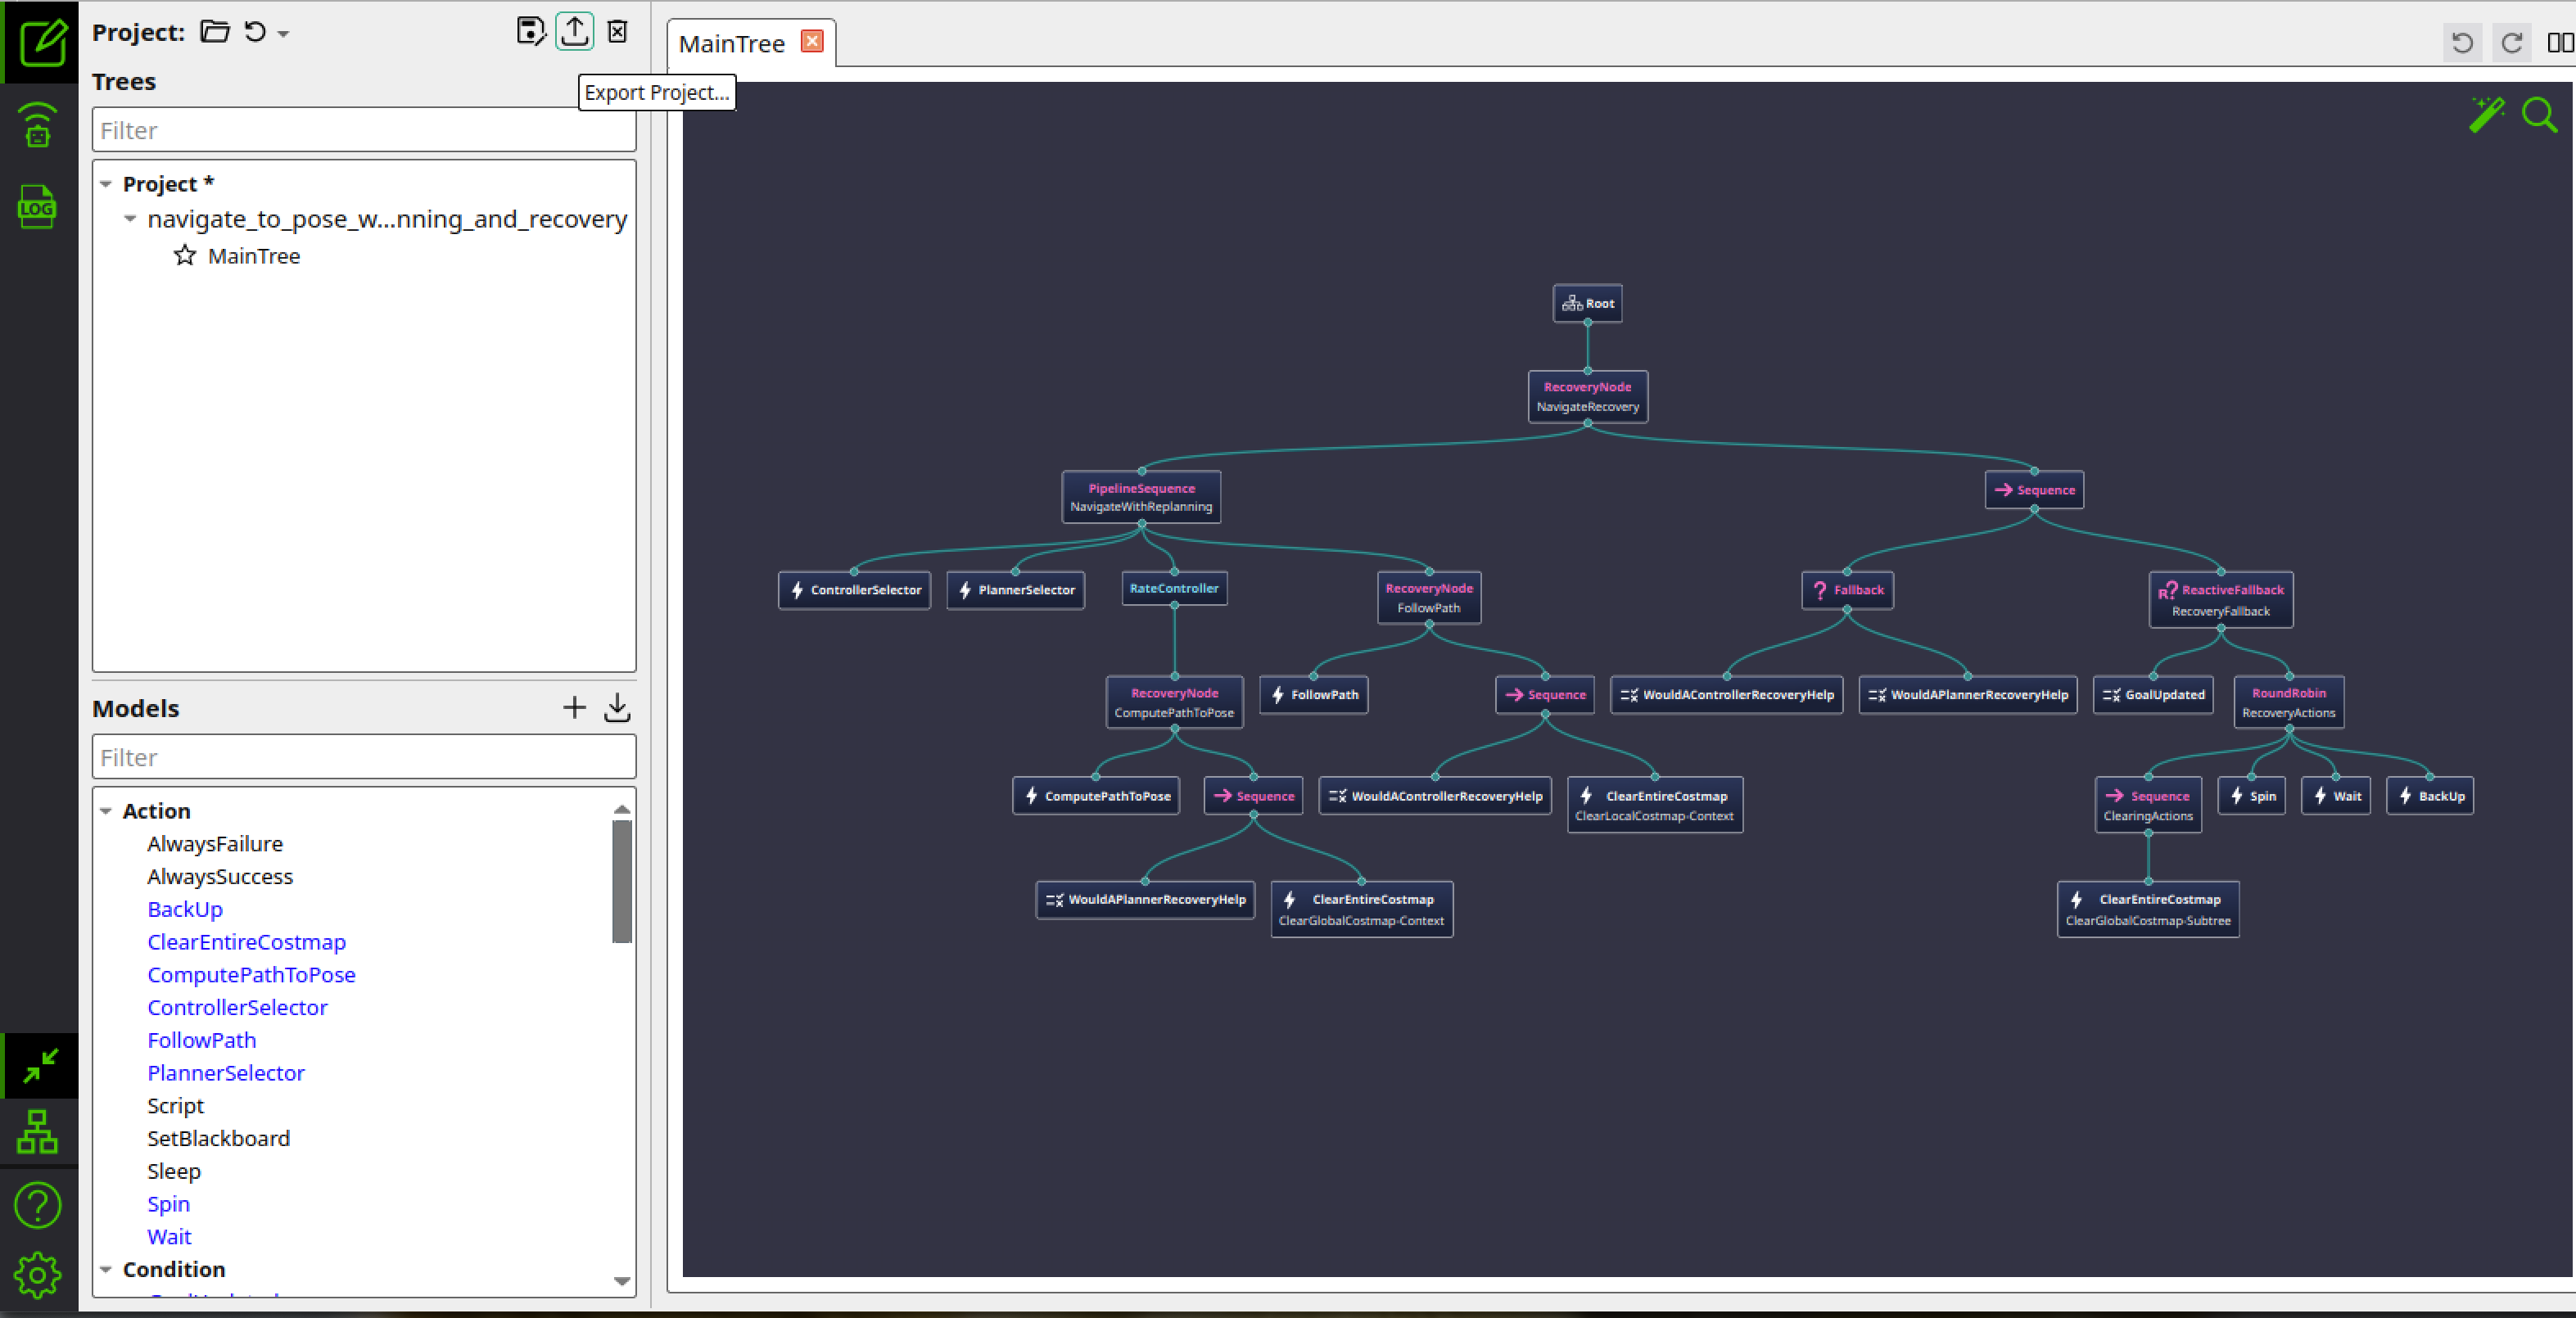 Project:
MainTree
Export Project...
Trees
Filter
LOG
Project *
navigate_to_pose_w...nning_and_recovery
MainTree
Models
Filter
Action
AlwaysFailure
AlwaysSuccess
BackUp
ClearEntireCostmap
ComputePathToPose
ControllerSelector
FollowPath
PlannerSelector
Script
SetBlackboard
Sleep
Spin
Wait
Condition
Root
RecoveryNode
NavigateRecovery
PipelineSequence
NavigateWithReplanning
Sequence
ControllerSelector
PlannerSelector
RateController
RecoveryNode
FollowPath
? Fallback
R? ReactiveFallback
RecoveryFallback
RecoveryNode
ComputePathToPose
FollowPath
Sequence
WouldAControllerRecoveryHelp
WouldAPlannerRecoveryHelp
GoalUpdated
RoundRobin
RecoveryActions
ComputePathToPose
Sequence
WouldAControllerRecoveryHelp
ClearEntireCostmap
ClearLocalCostmap-Context
Sequence
ClearingActions
Spin
Wait
BackUp
WouldAPlannerRecoveryHelp
ClearEntireCostmap
ClearGlobalCostmap-Context
ClearEntireCostmap
ClearGlobalCostmap-Subtree